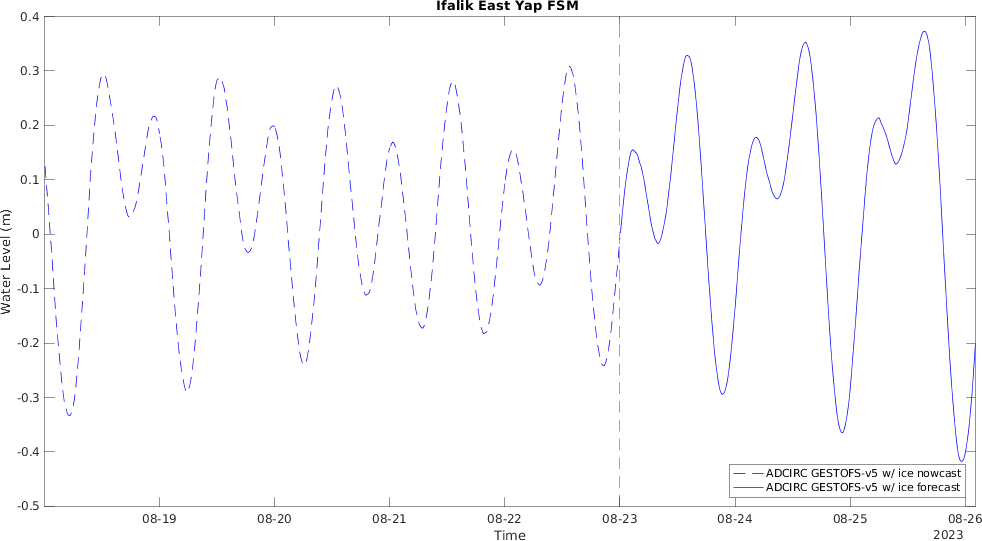 Ifalik East Yap FSM
Water Level (m)
0.4
0.3
0.2
0.1
0
-0.1
-0.2
-0.3
-0.4
-0.5
ADCIRC GESTOFS-v5 w/ ice nowcast
ADCIRC GESTOFS-v5 w/ ice forecast
08-19 08-20 08-21 08-22 08-23 08-24 08-25 08-26
Time
2023